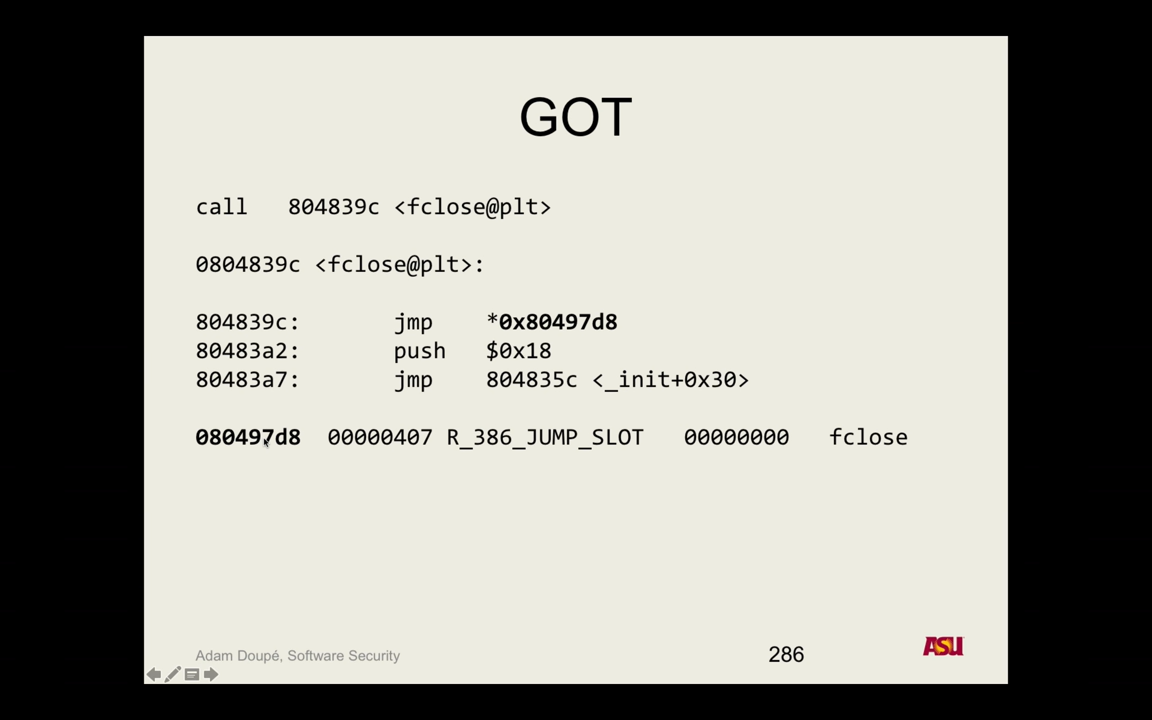 GOT
call   804839c <fclose@plt>
0804839c <fclose@plt>:
804839c:       jmp    *0x80497d8
80483a2:       push   $0x18
80483a7:       jmp    804835c <_init+0x30>
080497d8  00000407 R_386_JUMP_SLOT   00000000   fclose
Adam Doupé, Software Security
286
ASU